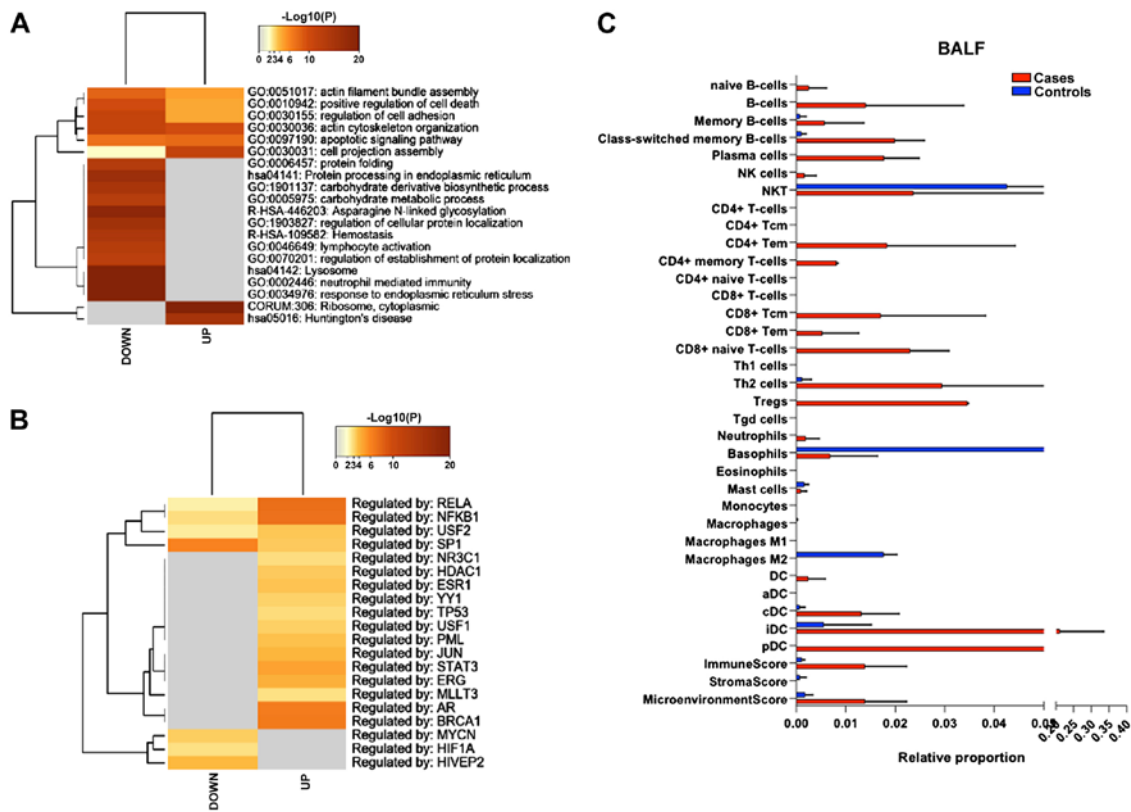 A
-Log10(P)
0 234 6 10 20
GO:0051017: actin filament bundle assembly
GO:0010942: positive regulation of cell death
GO:0030155: regulation of cell adhesion
GO:0030036: actin cytoskeleton organization
GO:0097190: apoptotic signaling pathway
GO:0030031: cell projection assembly
GO:0006457: protein folding
hsa04141: Protein processing in endoplasmic reticulum
GO:1901137: carbohydrate derivative biosynthetic process
GO:0005975: carbohydrate metabolic process
R-HSA-446203: Asparagine N-linked glycosylation
GO:1903827: regulation of cellular protein localization
R-HSA-109582: Hemostasis
GO:0046649: lymphocyte activation
GO:0070201: regulation of establishment of protein localization
hsa04142: Lysosome
GO:0002446: neutrophil mediated immunity
GO:0034976: response to endoplasmic reticulum stress
CORUM:306: Ribosome, cytoplasmic
hsa05016: Huntington's disease
DOWN
UP
B
-Log10(P)
0 234 6 10 20
Regulated by: RELA
Regulated by: NFKB1
Regulated by: USF2
Regulated by: SP1
Regulated by: NR3C1
Regulated by: HDAC1
Regulated by: ESR1
Regulated by: YY1
Regulated by: TP53
Regulated by: USF1
Regulated by: PML
Regulated by: JUN
Regulated by: STAT3
Regulated by: ERG
Regulated by: MLLT3
Regulated by: AR
Regulated by: BRCA1
Regulated by: MYCN
Regulated by: HIF1A
Regulated by: HIVEP2
DOWN
UP
C
BALF
Cases
Controls
naive B-cells
B-cells
Memory B-cells
Class-switched memory B-cells
Plasma cells
NK cells
NKT
CD4+ T-cells
CD4+ Tcm
CD4+ Tem
CD4+ memory T-cells
CD4+ naive T-cells
CD8+ T-cells
CD8+ Tcm
CD8+ Tem
CD8+ naive T-cells
Th1 cells
Th2 cells
Tregs
Tgd cells
Neutrophils
Basophils
Eosinophils
Mast cells
Monocytes
Macrophages
Macrophages M1
Macrophages M2
DC
aDC
cDC
iDC
pDC
ImmuneScore
StromaScore
MicroenvironmentScore
0.00 0.01 0.02 0.03 0.04 0.05 0.20 0.25 0.30 0.35 0.40
Relative proportion